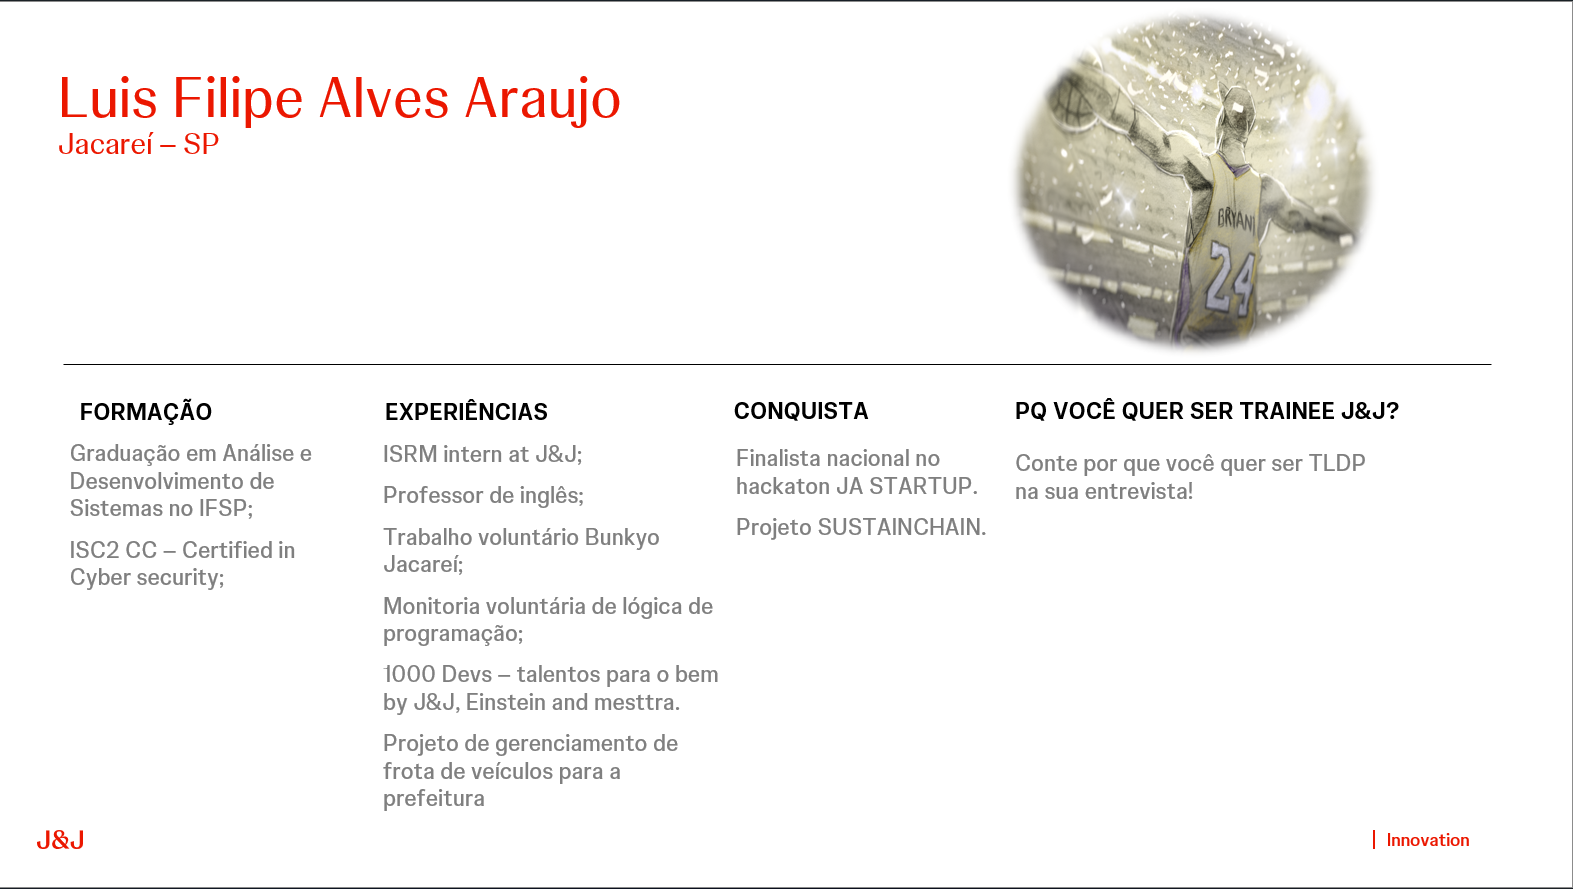 Luis Filipe Alves Araujo
Jacareí – SP
BRYANT
24
FORMAÇÃO
Graduação em Análise e
Desenvolvimento de
Sistemas no IFSP;
ISC2 CC – Certified in
Cyber security;
EXPERIÊNCIAS
ISRM intern at J&J;
Professor de inglês;
Trabalho voluntário Bunkyo
Jacareí;
Monitoria voluntária de lógica de
programação;
1000 Devs – talentos para o bem
by J&J, Einstein and mesttra.
Projeto de gerenciamento de
frota de veículos para a
prefeitura
CONQUISTA
Finalista nacional no
hackaton JA STARTUP.
Projeto SUSTAINCHAIN.
PQ VOCÊ QUER SER TRAINEE J&J?
Conte por que você quer ser TLDP
na sua entrevista!
J&J
Innovation